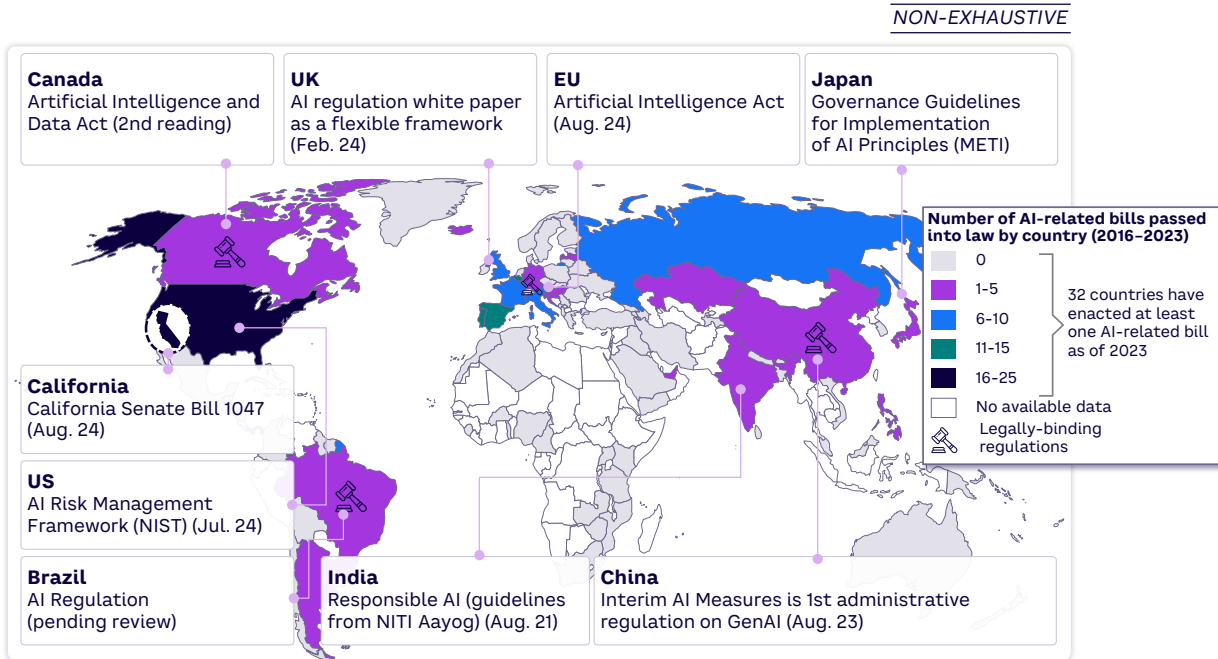 NON-EXHAUSTIVE
Canada
Artificial Intelligence and
Data Act (2nd reading)
UK
AI regulation white paper
as a flexible framework
(Feb. 24)
EU
Artificial Intelligence Act
(Aug. 24)
Japan
Governance Guidelines
for Implementation
of AI Principles (METI)
Number of AI-related bills passed
into law by country (2016–2023)
0
1-5
6-10
11-15
16-25
32 countries have
enacted at least
one AI-related bill
as of 2023
No available data
Legally-binding
regulations
California
California Senate Bill 1047
(Aug. 24)
US
AI Risk Management
Framework (NIST) (Jul. 24)
Brazil
AI Regulation
(pending review)
India
Responsible AI (guidelines
from NITI Aayog) (Aug. 21)
China
Interim AI Measures is 1st administrative
regulation on GenAI (Aug. 23)